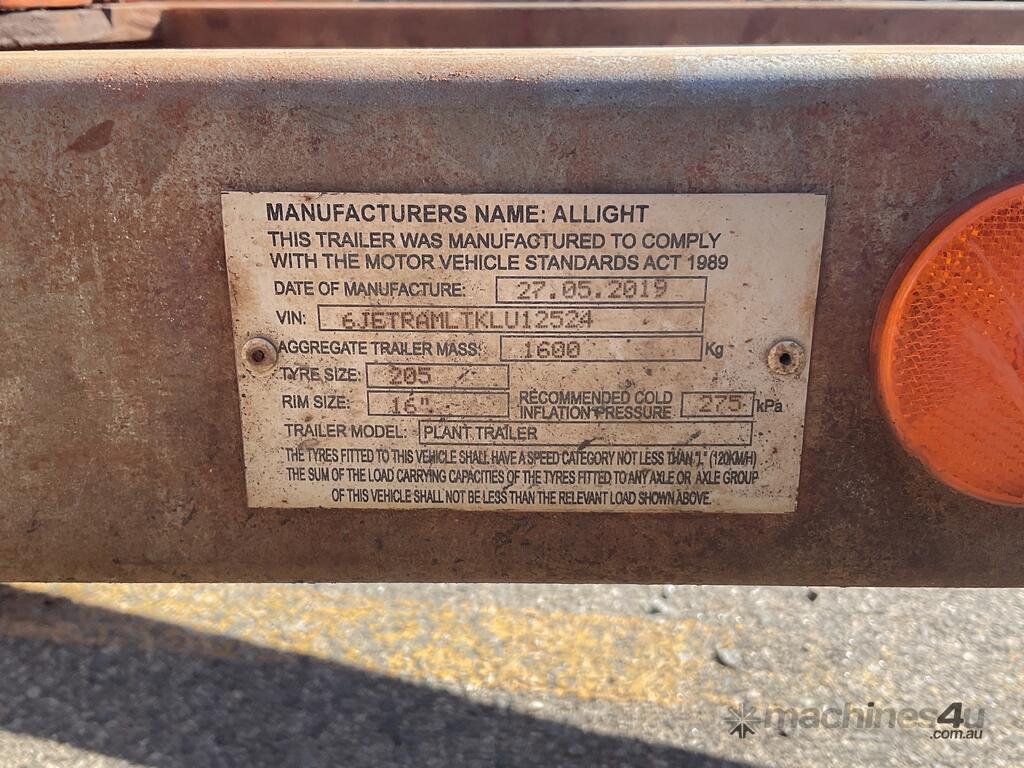 MANUFACTURERS NAME: ALLIGHT
THIS TRAILER WAS MANUFACTURED TO COMPLY
WITH THE MOTOR VEHICLE STANDARDS ACT 1989
DATE OF MANUFACTURE: 27.05.2019
VIN: 6JETRAMLTKLU12524
AGGREGATE TRAILER MASS: 1600 Kg
TYRE SIZE: 205
RIM SIZE: 16" RECOMMENDED COLD INFLATION PRESSURE 275 kPa
TRAILER MODEL: PLANT TRAILER
THE TYRES FITTED TO THIS VEHICLE SHALL HAVE A SPEED CATEGORY NOT LESS THAN "L" (120KM/H)
THE SUM OF THE LOAD CARRYING CAPACITIES OF THE TYRES FITTED TO ANY AXLE OR AXLE GROUP
OF THIS VEHICLE SHALL NOT BE LESS THAN THE RELEVANT LOAD SHOWN ABOVE.
machines4u
.com.au